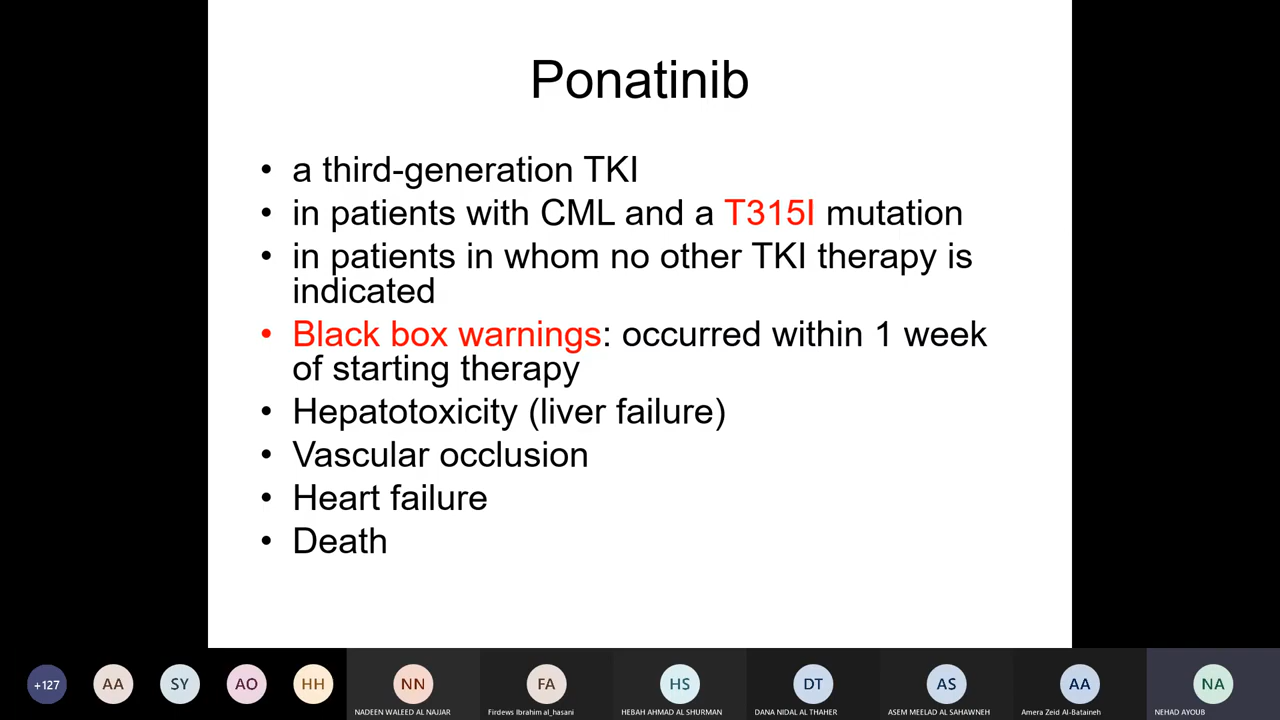 Ponatinib
• a third-generation TKI
• in patients with CML and a T315I mutation
• in patients in whom no other TKI therapy is
indicated
• Black box warnings: occurred within 1 week
of starting therapy
• Hepatotoxicity (liver failure)
• Vascular occlusion
• Heart failure
• Death
+127
AA
SY
AO
HH
NN
FA
HS
DT
AS
AA
NA
NADEEN WALEED AL NAJJAR
Firdews Ibrahim al_hasani
HEBAH AHMAD AL SHURMAN
DANA NIDAL AL THAHER
ASEM MEELAD AL SAHAWNEH
Amera Zeid Al-Bataineh
NEHAD AYOUB